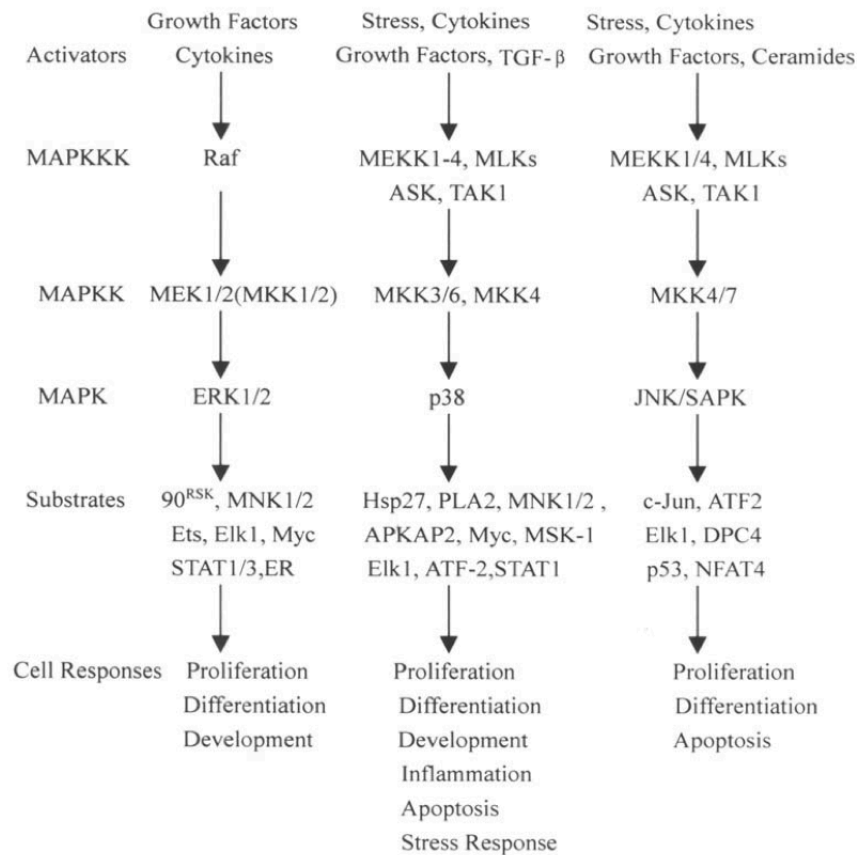 Growth Factors Stress, Cytokines Stress, Cytokines
Activators Cytokines Growth Factors, TGF-β Growth Factors, Ceramides
MAPKKK Raf MEKK1-4, MLKs MEKK1/4, MLKs
ASK, TAK1 ASK, TAK1
MAPKK MEK1/2(MKK1/2) MKK3/6, MKK4 MKK4/7
MAPK ERK1/2 p38 JNK/SAPK
Substrates 90ᴿˢᴷ, MNK1/2 Hsp27, PLA2, MNK1/2 , c-Jun, ATF2
Ets, Elk1, Myc APKAP2, Myc, MSK-1 Elk1, DPC4
STAT1/3,ER Elk1, ATF-2,STAT1 p53, NFAT4
Cell Responses Proliferation Proliferation Proliferation
Differentiation Differentiation Differentiation
Development Development Apoptosis
Inflammation
Apoptosis
Stress Response